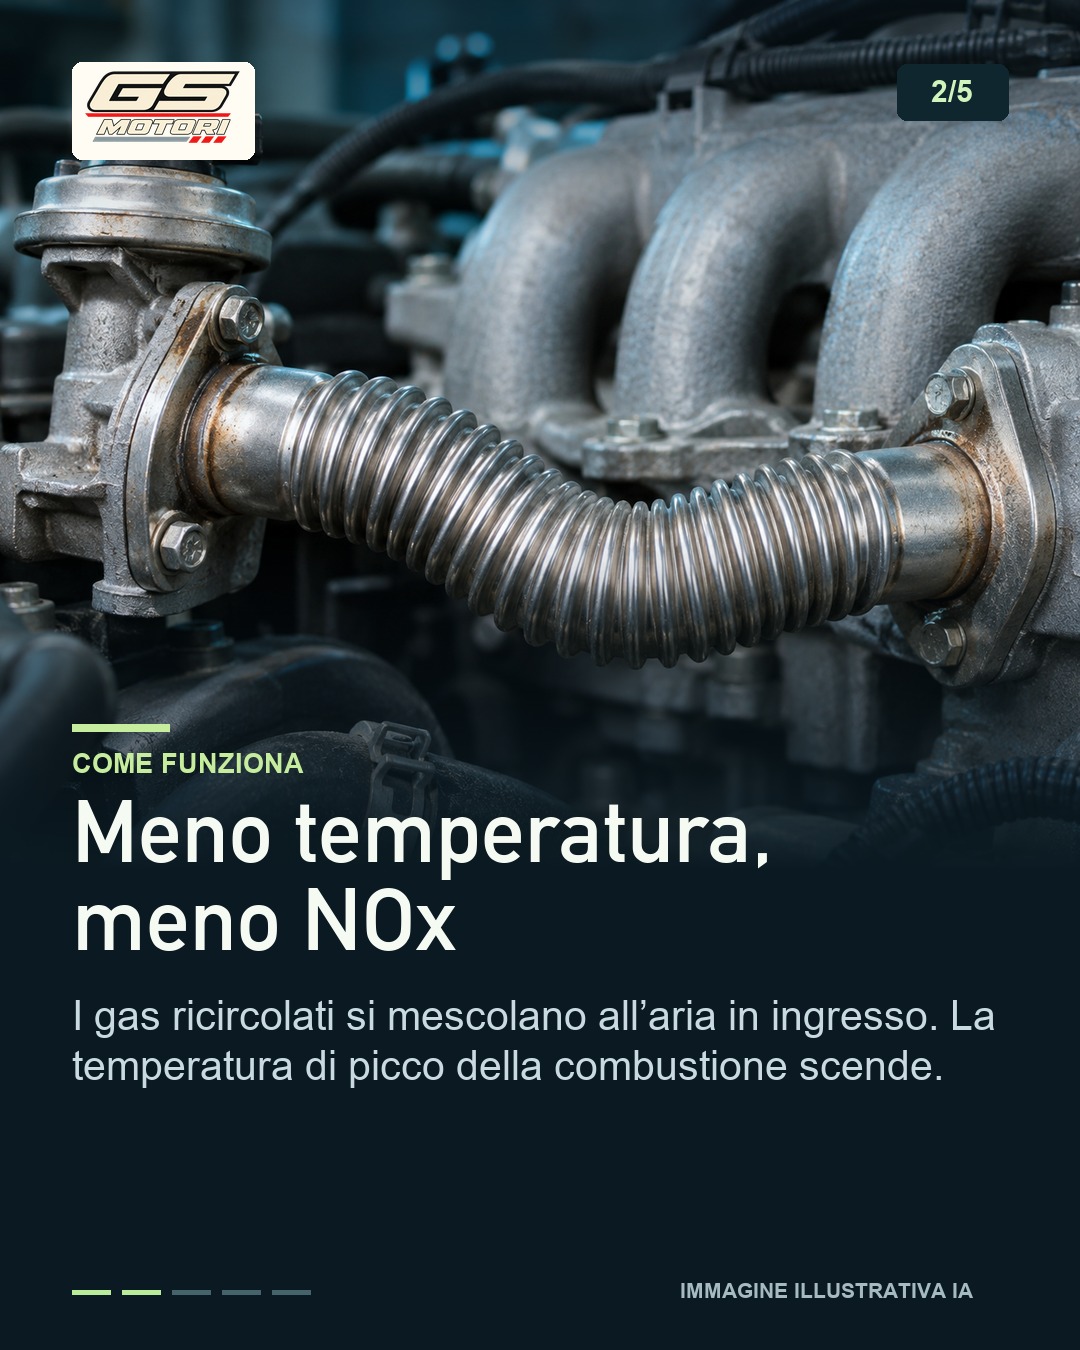 GS
MOTORI
2/5
COME FUNZIONA
Meno temperatura,
meno NOx
I gas ricircolati si mescolano all’aria in ingresso. La
temperatura di picco della combustione scende.
IMMAGINE ILLUSTRATIVA IA